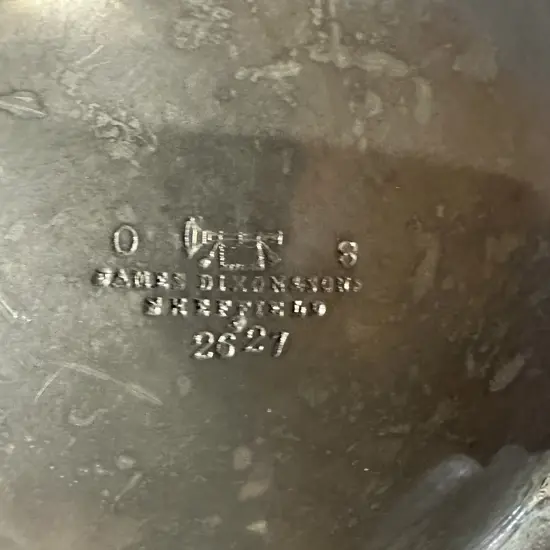 O 8
JAMES DIXON & SONS
SHEFFIELD
2627